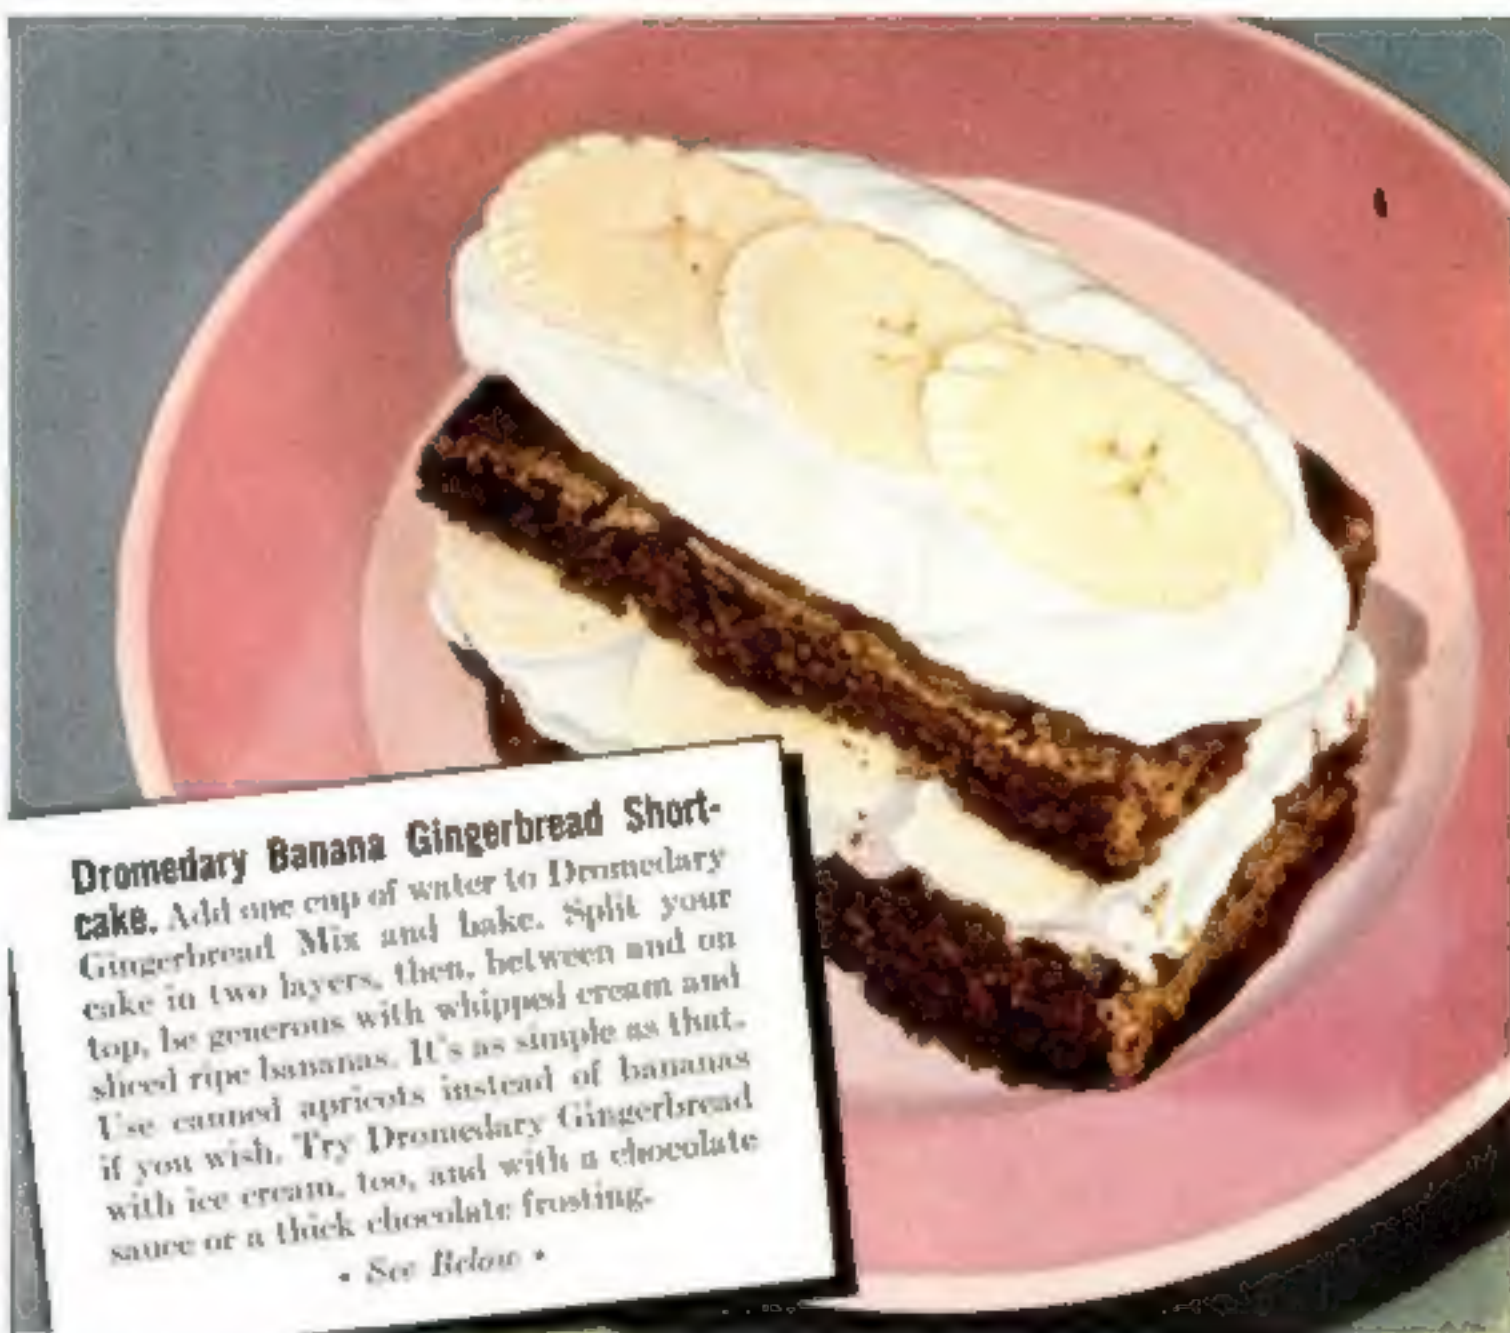 Dromedary Banana Gingerbread Short-
cake. Add one cup of water to Dromedary
Gingerbread Mix and bake. Split your
cake in two layers, then, between and on
top, be generous with whipped cream and
sliced ripe bananas. It's as simple as that.
Use canned apricots instead of bananas
if you wish. Try Dromedary Gingerbread
with ice cream, too, and with a chocolate
sauce or a thick chocolate frosting.
• See Below •